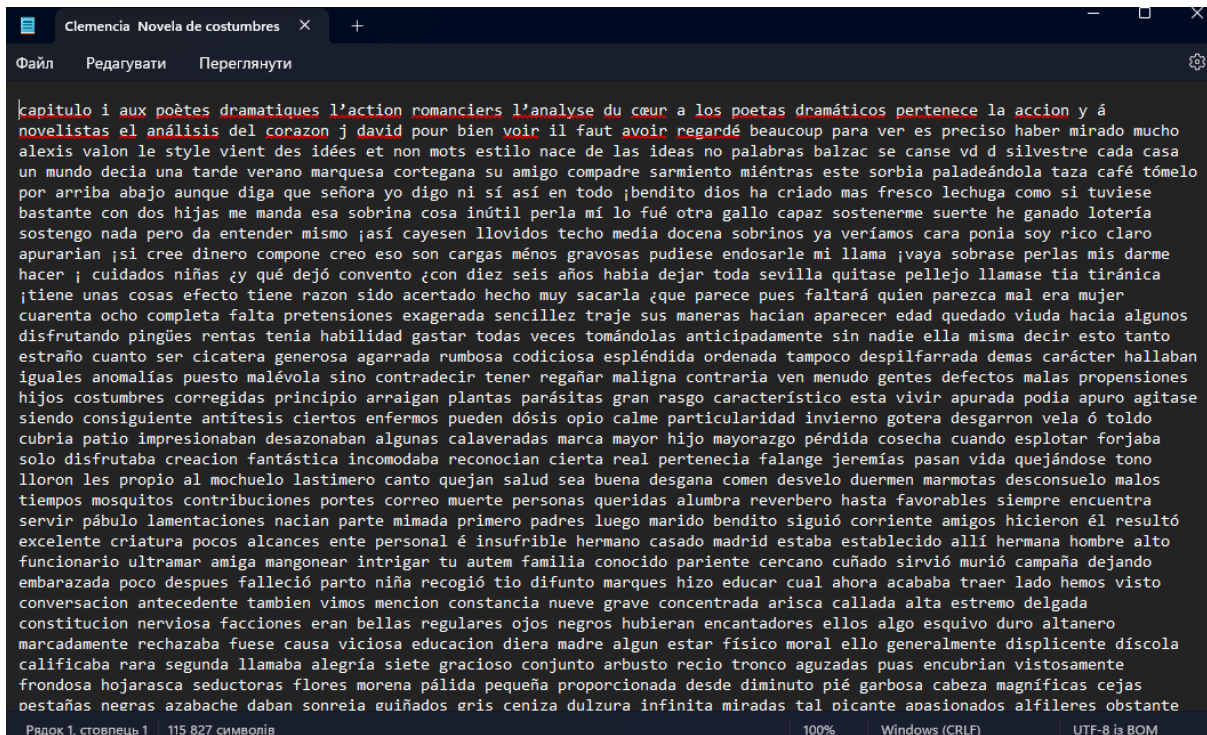 Clemencia Novela de costumbres × +
Файл Редагувати Переглянути
capitulo i aux poètes dramatiques l’action romanciers l’analyse du cœur a los poetas dramáticos pertenece la accion y á
novelistas el análisis del corazon j david pour bien voir il faut avoir regardé beaucoup para ver es preciso haber mirado mucho
alexis valon le style vient des idées et non mots estilo nace de las ideas no palabras balzac se canse vd d silvestre cada casa
un mundo decia una tarde verano marquesa cortegana su amigo compadre sarmiento miéntras este sorbia paladeándola taza café tómelo
por arriba abajo aunque diga que señora yo digo ni sí así en todo ¡bendito dios ha criado mas fresco lechuga como si tuviese
bastante con dos hijas me manda esa sobrina cosa inútil perla mí lo fué otra gallo capaz sostenerme suerte he ganado lotería
sostengo nada pero da entender mismo ¡así cayesen llovidos techo media docena sobrinos ya veríamos cara ponia soy rico claro
apurarian ¡si cree dinero compone creo eso son cargas ménos gravosas pudiese endosarle mi llama ¡vaya sobrase perlas mis darme
hacer ¡ cuidados niñas ¿y qué dejó convento ¿con diez seis años habia dejar toda sevilla quitase pellejo llamase tia tiránica
¡tiene unas cosas efecto tiene razon sido acertado hecho muy sacarla ¿que parece pues faltará quien parezca mal era mujer
cuarenta ocho completa falta pretensiones exagerada sencillez traje sus maneras hacian aparecer edad quedado viuda hacia algunos
disfrutando pingües rentas tenia habilidad gastar todas veces tomándolas anticipadamente sin nadie ella misma decir esto tanto
estraño cuanto ser cicatera generosa agarrada rumbosa codiciosa espléndida ordenada tampoco despilfarrada demas carácter hallaban
iguales anomalías puesto malévola sino contradecir tener regañar maligna contraria ven menudo gentes defectos malas propensiones
hijos costumbres corregidas principio arraigan plantas parásitas gran rasgo característico esta vivir apurada podia apuro agitase
siendo consiguiente antítesis ciertos enfermos pueden dósis opio calme particularidad invierno gotera desgarron vela ó toldo
cubria patio impresionaban desazonaban algunas calaveradas marca mayor hijo mayorazgo pérdida cosecha cuando esplotar forjaba
solo disfrutaba creacion fantástica incomodaba reconocian cierta real pertenecia falange jeremías pasan vida quejándose tono
lloron les propio al mochuelo lastimero canto quejan salud sea buena desgana comen desvelo duermen marmotas desconsuelo malos
tiempos mosquitos contribuciones portes correo muerte personas queridas alumbra reverbero hasta favorables siempre encuentra
servir pábulo lamentaciones nacian parte mimada primero padres luego marido bendito siguió corriente amigos hicieron él resultó
excelente criatura pocos alcances ente personal é insufrible hermano casado madrid estaba establecido allí hermana hombre alto
funcionario ultramar amiga mangonear intrigar tu autem familia conocido pariente cercano cuñado sirvió murió campaña dejando
embarazada poco despues falleció parto niña recogió tio difunto marques hizo educar cual ahora acababa traer lado hemos visto
conversacion antecedente tambien vimos mencion constancia nueve grave concentrada arisca callada alta estremo delgada
constitucion nerviosa facciones eran bellas regulares ojos negros hubieran encantadores ellos algo esquivo duro altanero
marcadamente rechazaba fuese causa viciosa educacion diera madre algun estar físico moral ello generalmente displicente díscola
calificaba rara segunda llamaba alegría siete gracioso conjunto arbusto recio tronco aguzadas puas encubrian vistosamente
frondosa hojarasca seductoras flores morena pálida pequeña proporcionada desde diminuto pié garbosa cabeza magníficas cejas
pestañas negras azabache daban sonreia guiñados gris ceniza dulzura infinita miradas tal picante apasionados alfileres obstante
Рядок 1, стовпець 1 115 827 символів 100% Windows (CRLF) UTF-8 із BOM